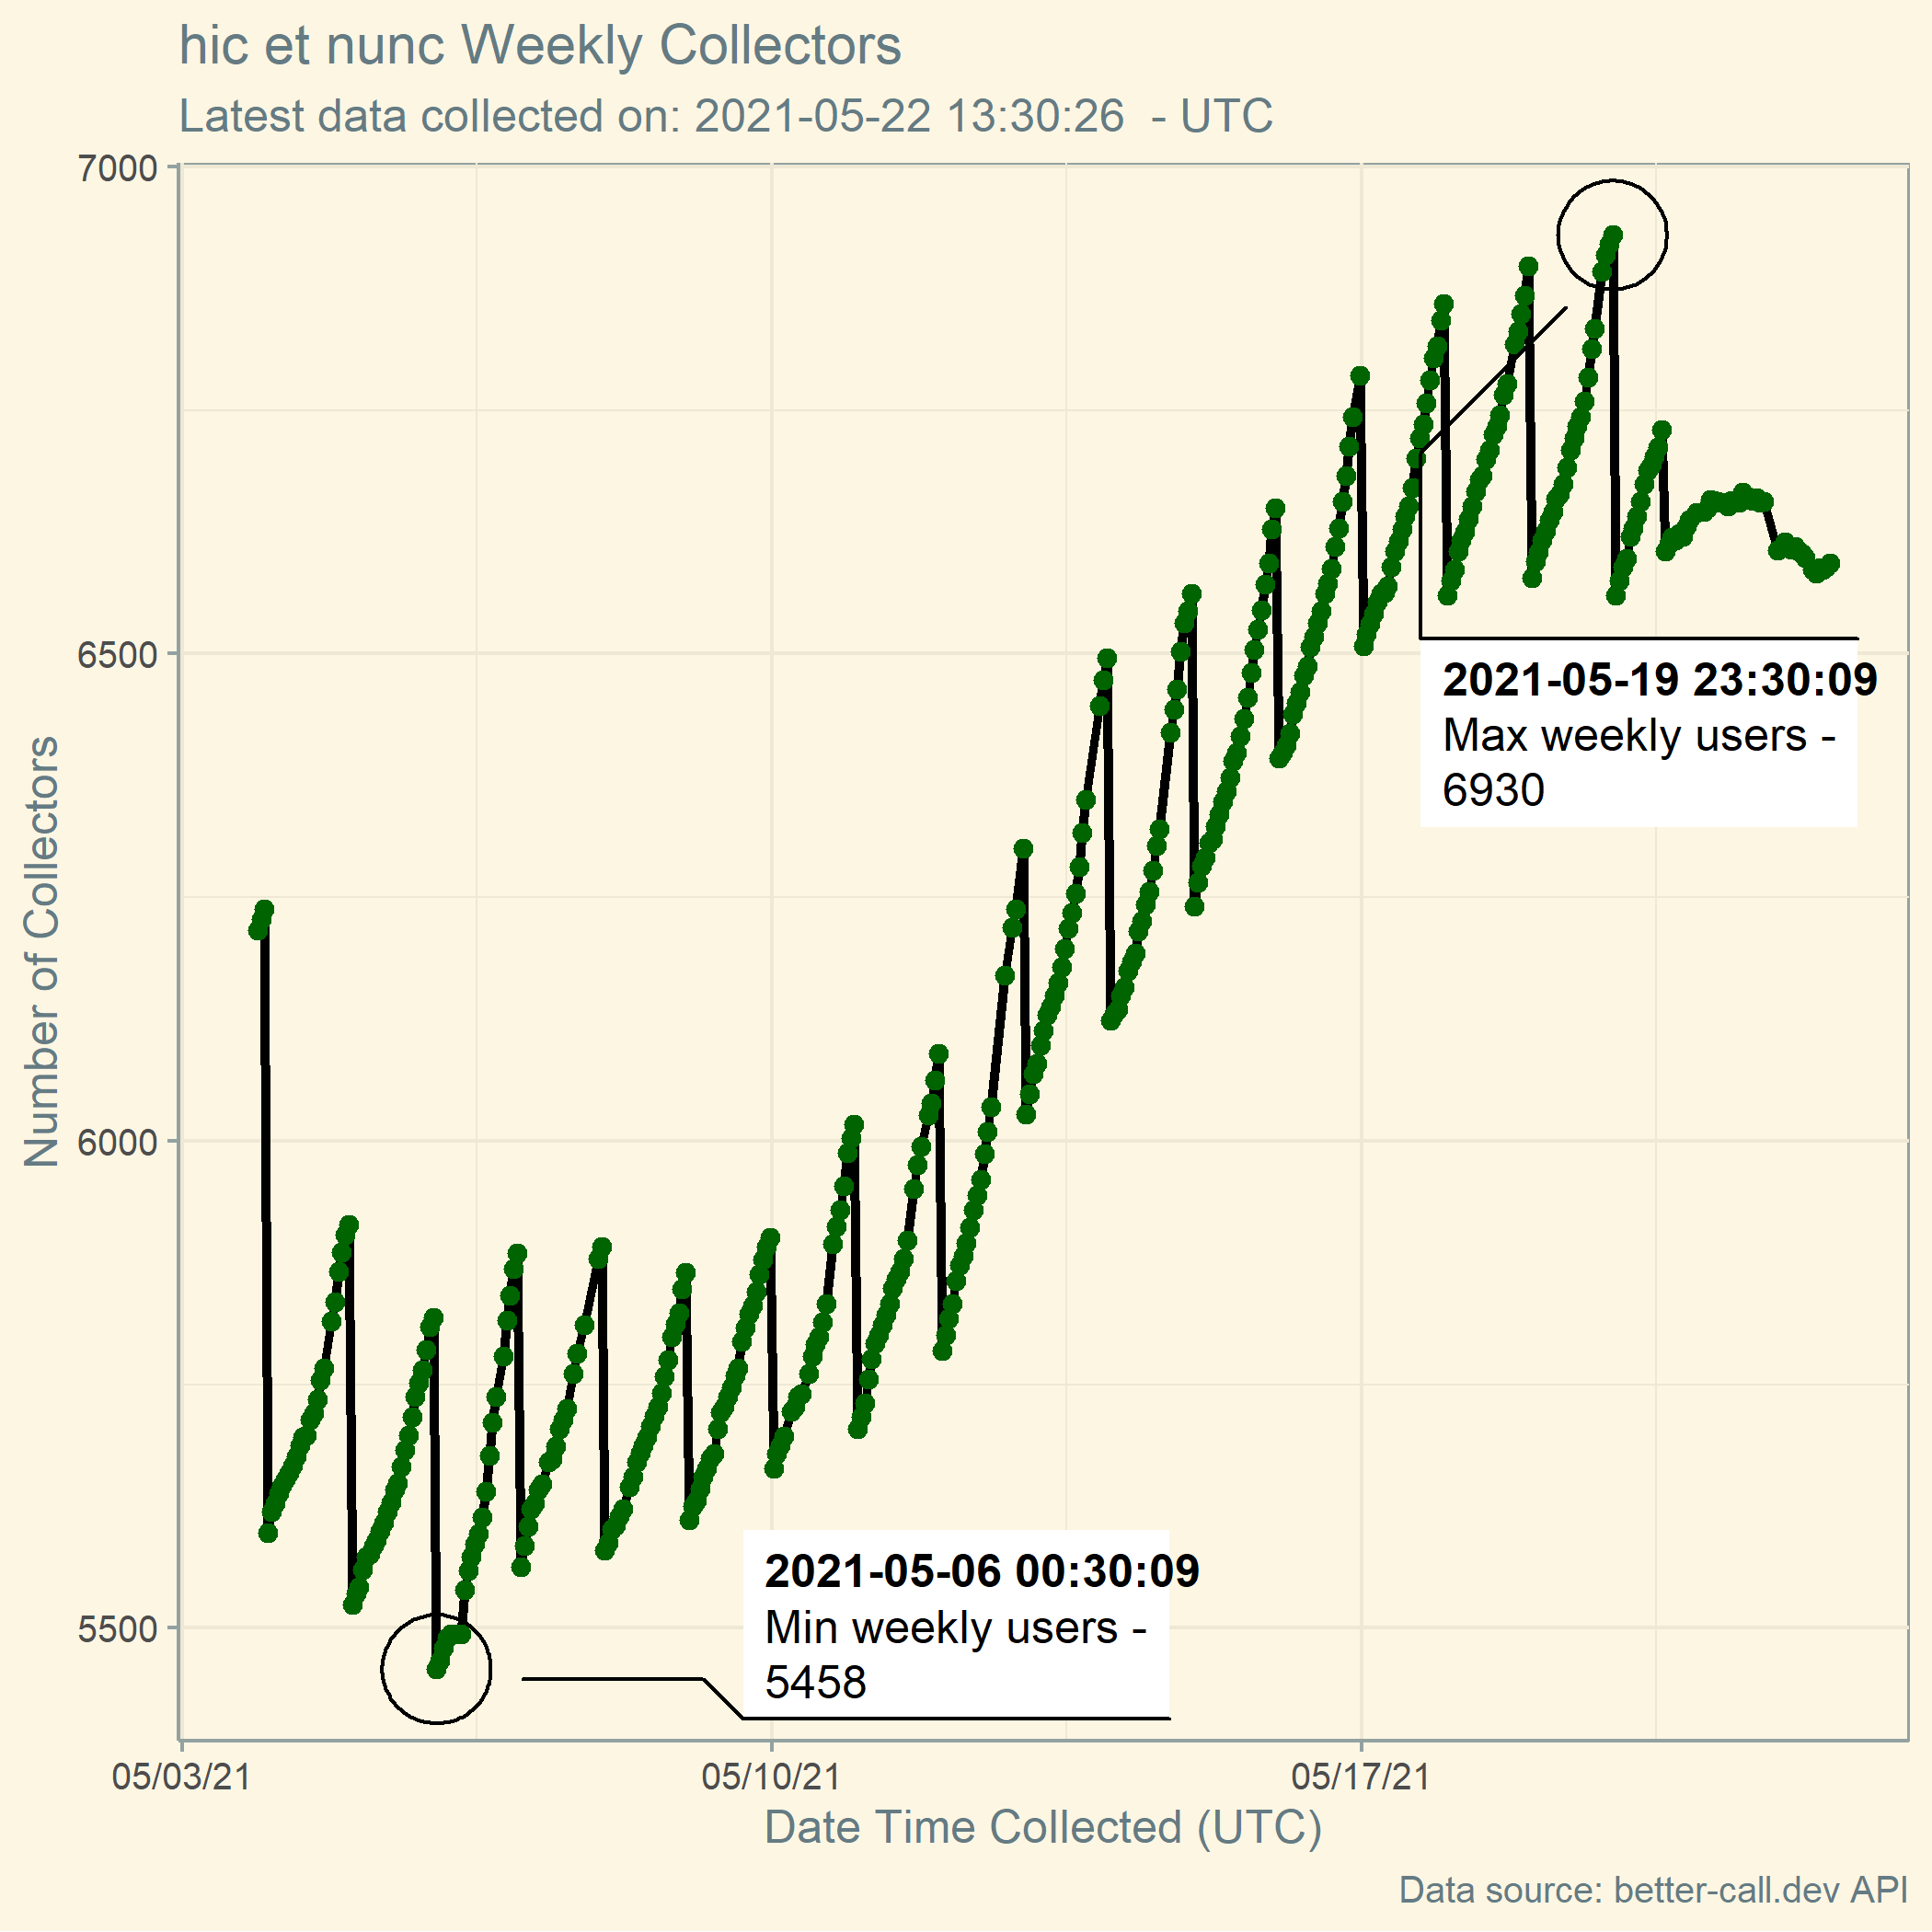 hic et nunc Weekly Collectors
Latest data collected on: 2021-05-22 13:30:26  - UTC
7000
6500
6000
5500
Number of Collectors
2021-05-19 23:30:09
Max weekly users -
6930
2021-05-06 00:30:09
Min weekly users -
5458
05/03/21
05/10/21
05/17/21
Date Time Collected (UTC)
Data source: better-call.dev API